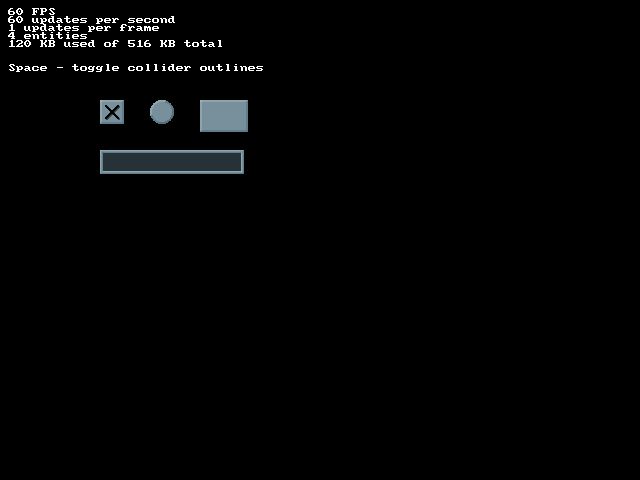 60 FPS
60 updates per second
1 updates per frame
4 entities
120 KB used of 516 KB total
Space - toggle collider outlines